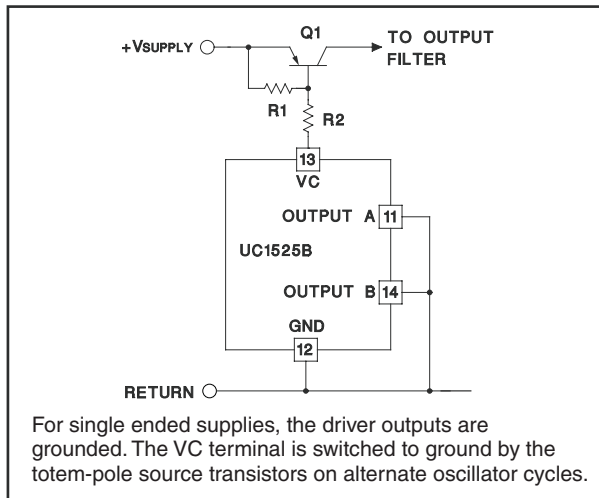 Q1
+VSUPPLY
TO OUTPUT
FILTER
R1
R2
13
VC
OUTPUT A 11
UC1525B
OUTPUT B 14
GND
12
RETURN
For single ended supplies, the driver outputs are
grounded. The VC terminal is switched to ground by the
totem-pole source transistors on alternate oscillator cycles.